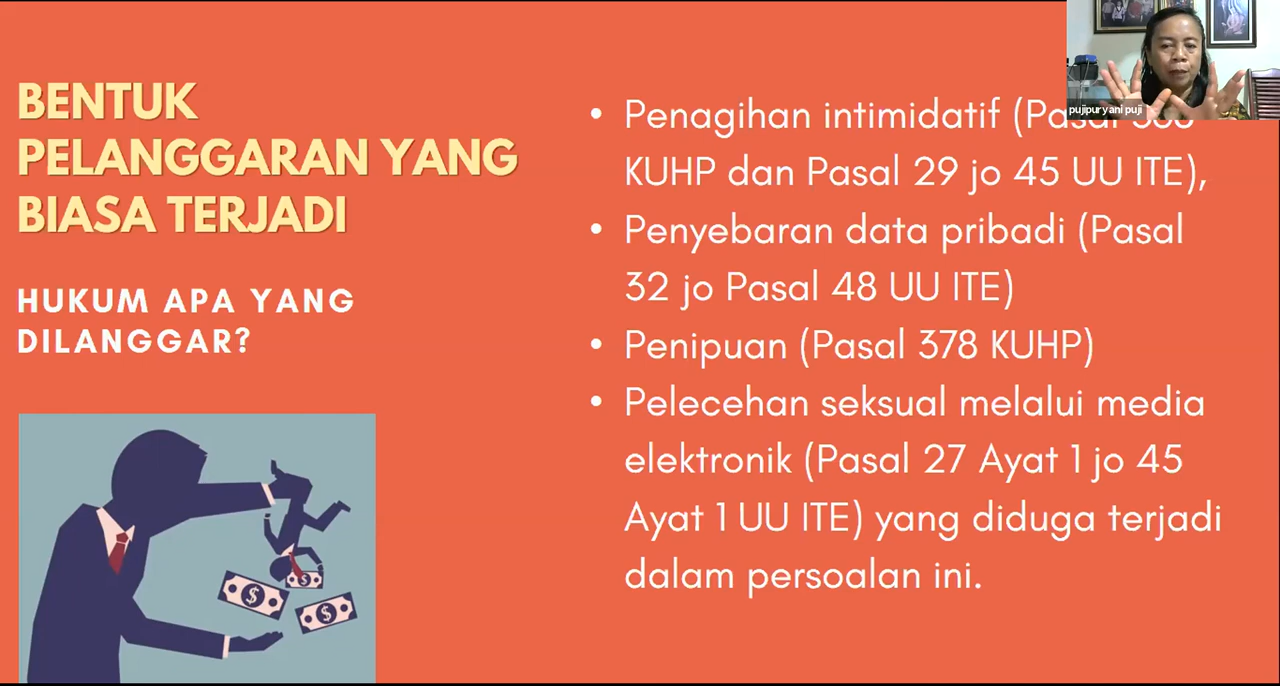 BENTUK
PELANGGARAN YANG
BIASA TERJADI
HUKUM APA YANG
DILANGGAR?
• Penagihan intimidatif
KUHP dan Pasal 29 jo 45 UU ITE),
• Penyebaran data pribadi (Pasal
32 jo Pasal 48 UU ITE)
• Penipuan (Pasal 378 KUHP)
• Pelecehan seksual melalui media
elektronik (Pasal 27 Ayat 1 jo 45
Ayat 1 UU ITE) yang diduga terjadi
dalam persoalan ini.
pujipuryani puji